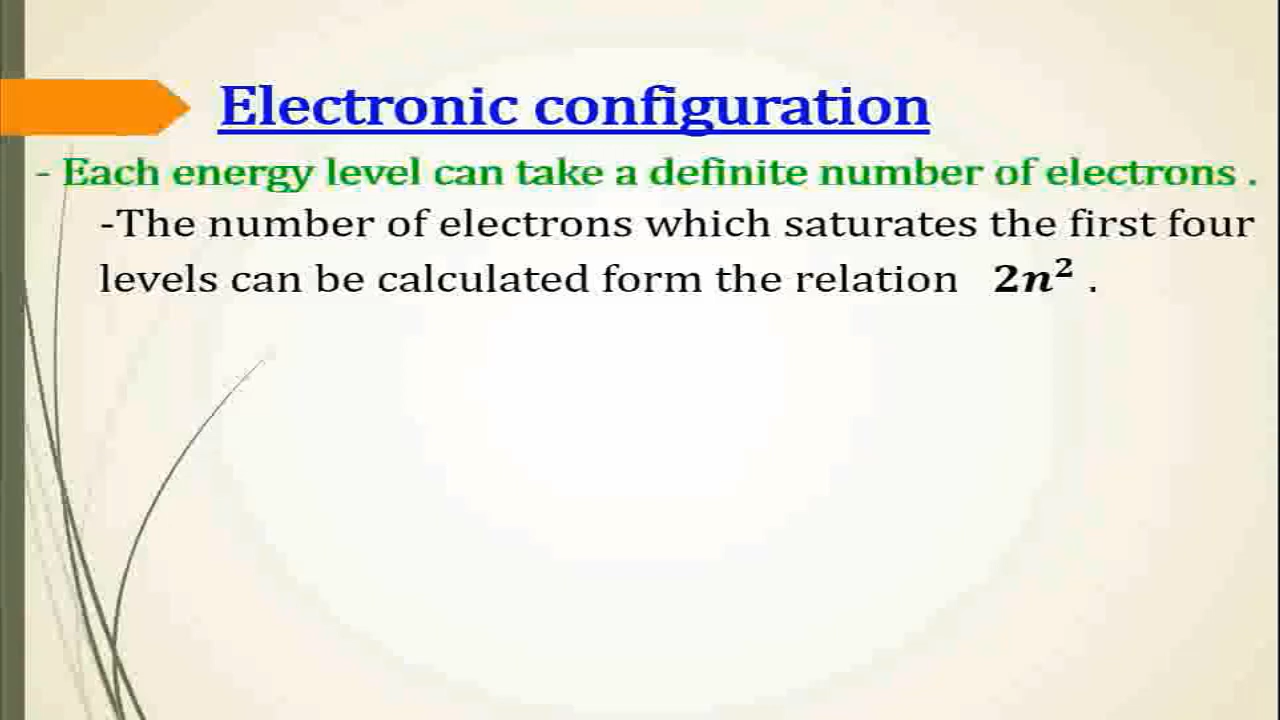 Electronic configuration
- Each energy level can take a definite number of electrons .
-The number of electrons which saturates the first four
levels can be calculated form the relation 2n² .